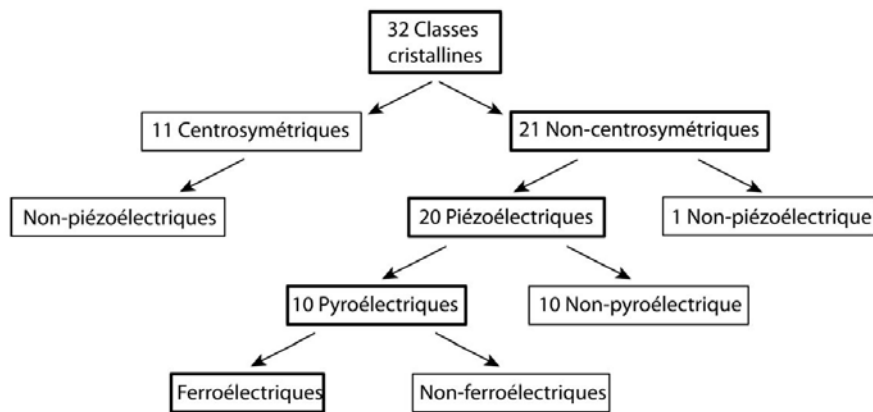 32 Classes
cristallines
11 Centrosymétriques
21 Non-centrosymétriques
Non-piézoélectriques
20 Piézoélectriques
1 Non-piézoélectrique
10 Pyroélectriques
10 Non-pyroélectrique
Ferroélectriques
Non-ferroélectriques